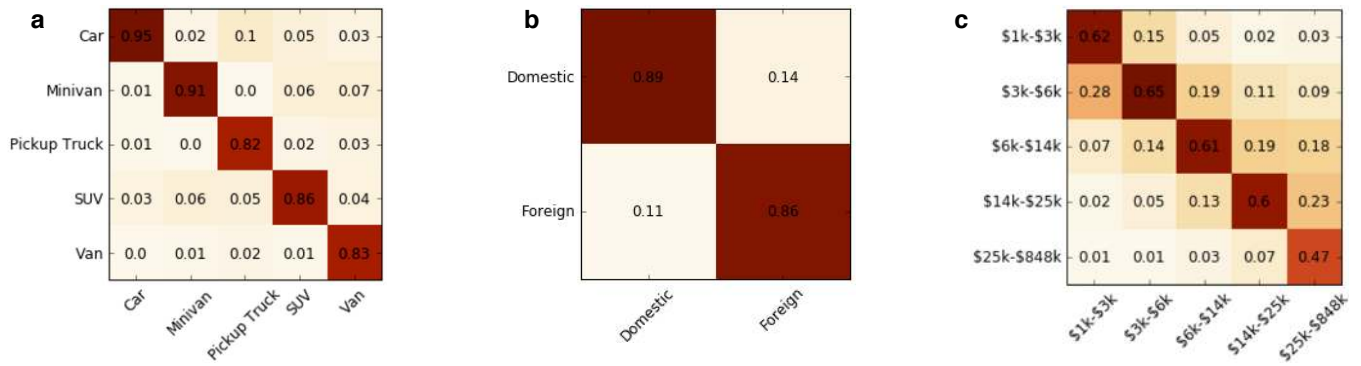 a
Car 0.95 0.02 0.1 0.05 0.03
Minivan 0.01 0.91 0.0 0.06 0.07
Pickup Truck 0.01 0.0 0.82 0.02 0.03
SUV 0.03 0.06 0.05 0.86 0.04
Van 0.0 0.01 0.02 0.01 0.83
Car Minivan Pickup Truck SUV Van
b
Domestic 0.89 0.14
Foreign 0.11 0.86
Domestic Foreign
c
$1k-$3k 0.62 0.15 0.05 0.02 0.03
$3k-$6k 0.28 0.65 0.19 0.11 0.09
$6k-$14k 0.07 0.14 0.61 0.19 0.18
$14k-$25k 0.02 0.05 0.13 0.6 0.23
$25k-$848k 0.01 0.01 0.03 0.07 0.47
$1k-$3k $3k-$6k $6k-$14k $14k-$25k $25k-$848k